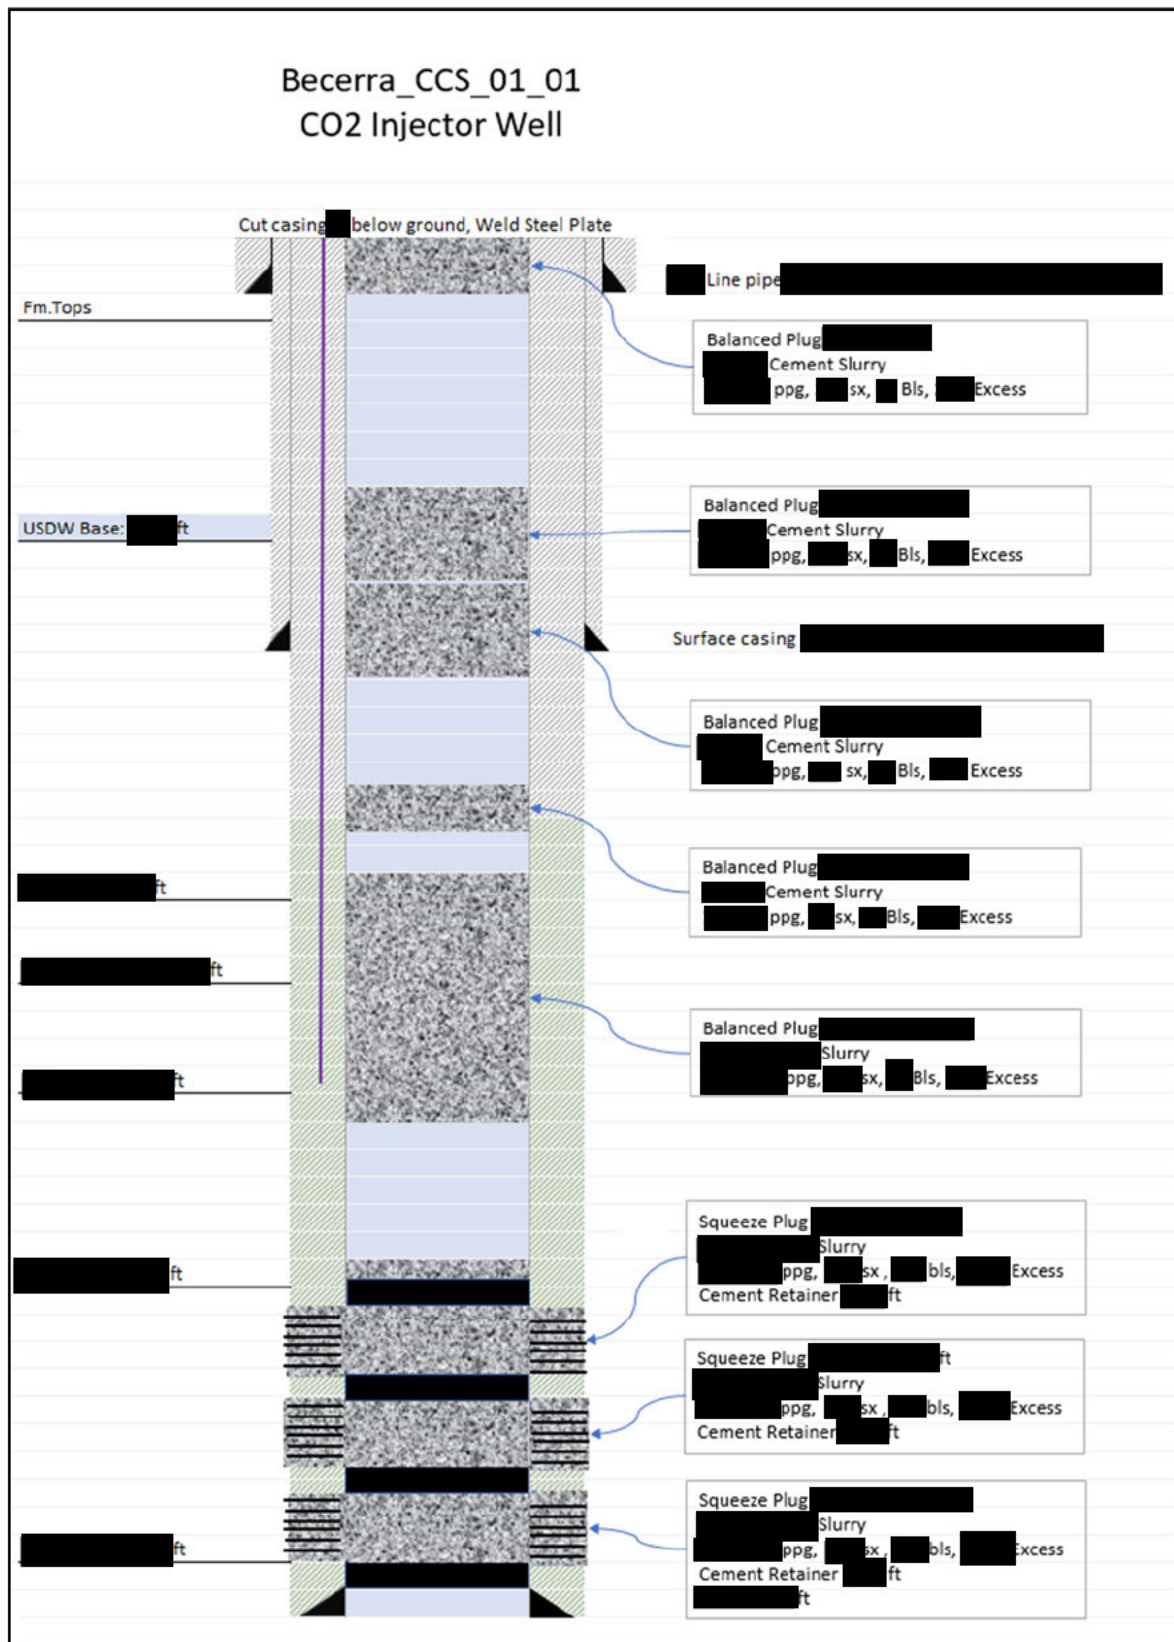 Becerra_CCS_01_01
CO2 Injector Well
Cut casing below ground, Weld Steel Plate
Line pipe
Fm.Tops
Balanced Plug
Cement Slurry
ppg, sx, Bls, Excess
USDW Base: ft
Balanced Plug
Cement Slurry
ppg, sx, Bls, Excess
Surface casing
Balanced Plug
Cement Slurry
ppg, sx, Bls, Excess
Balanced Plug
Cement Slurry
ppg, sx, Bls, Excess
ft
ft
Balanced Plug
Slurry
ppg, sx, Bls, Excess
ft
Squeeze Plug
Slurry
ppg, sx , bls, Excess
Cement Retainer ft
ft
Squeeze Plug ft
Slurry
ppg, sx , bls, Excess
Cement Retainer ft
Squeeze Plug
Slurry
ppg, sx , bls, Excess
Cement Retainer ft
ft
ft